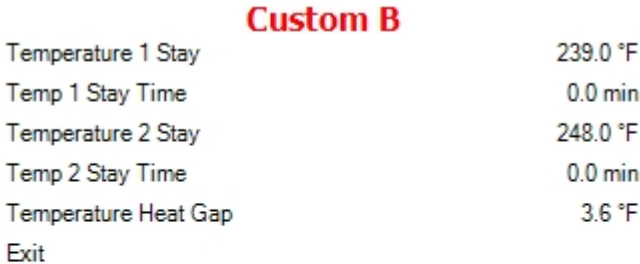 Custom B
Temperature 1 Stay 239.0 °F
Temp 1 Stay Time 0.0 min
Temperature 2 Stay 248.0 °F
Temp 2 Stay Time 0.0 min
Temperature Heat Gap 3.6 °F
Exit